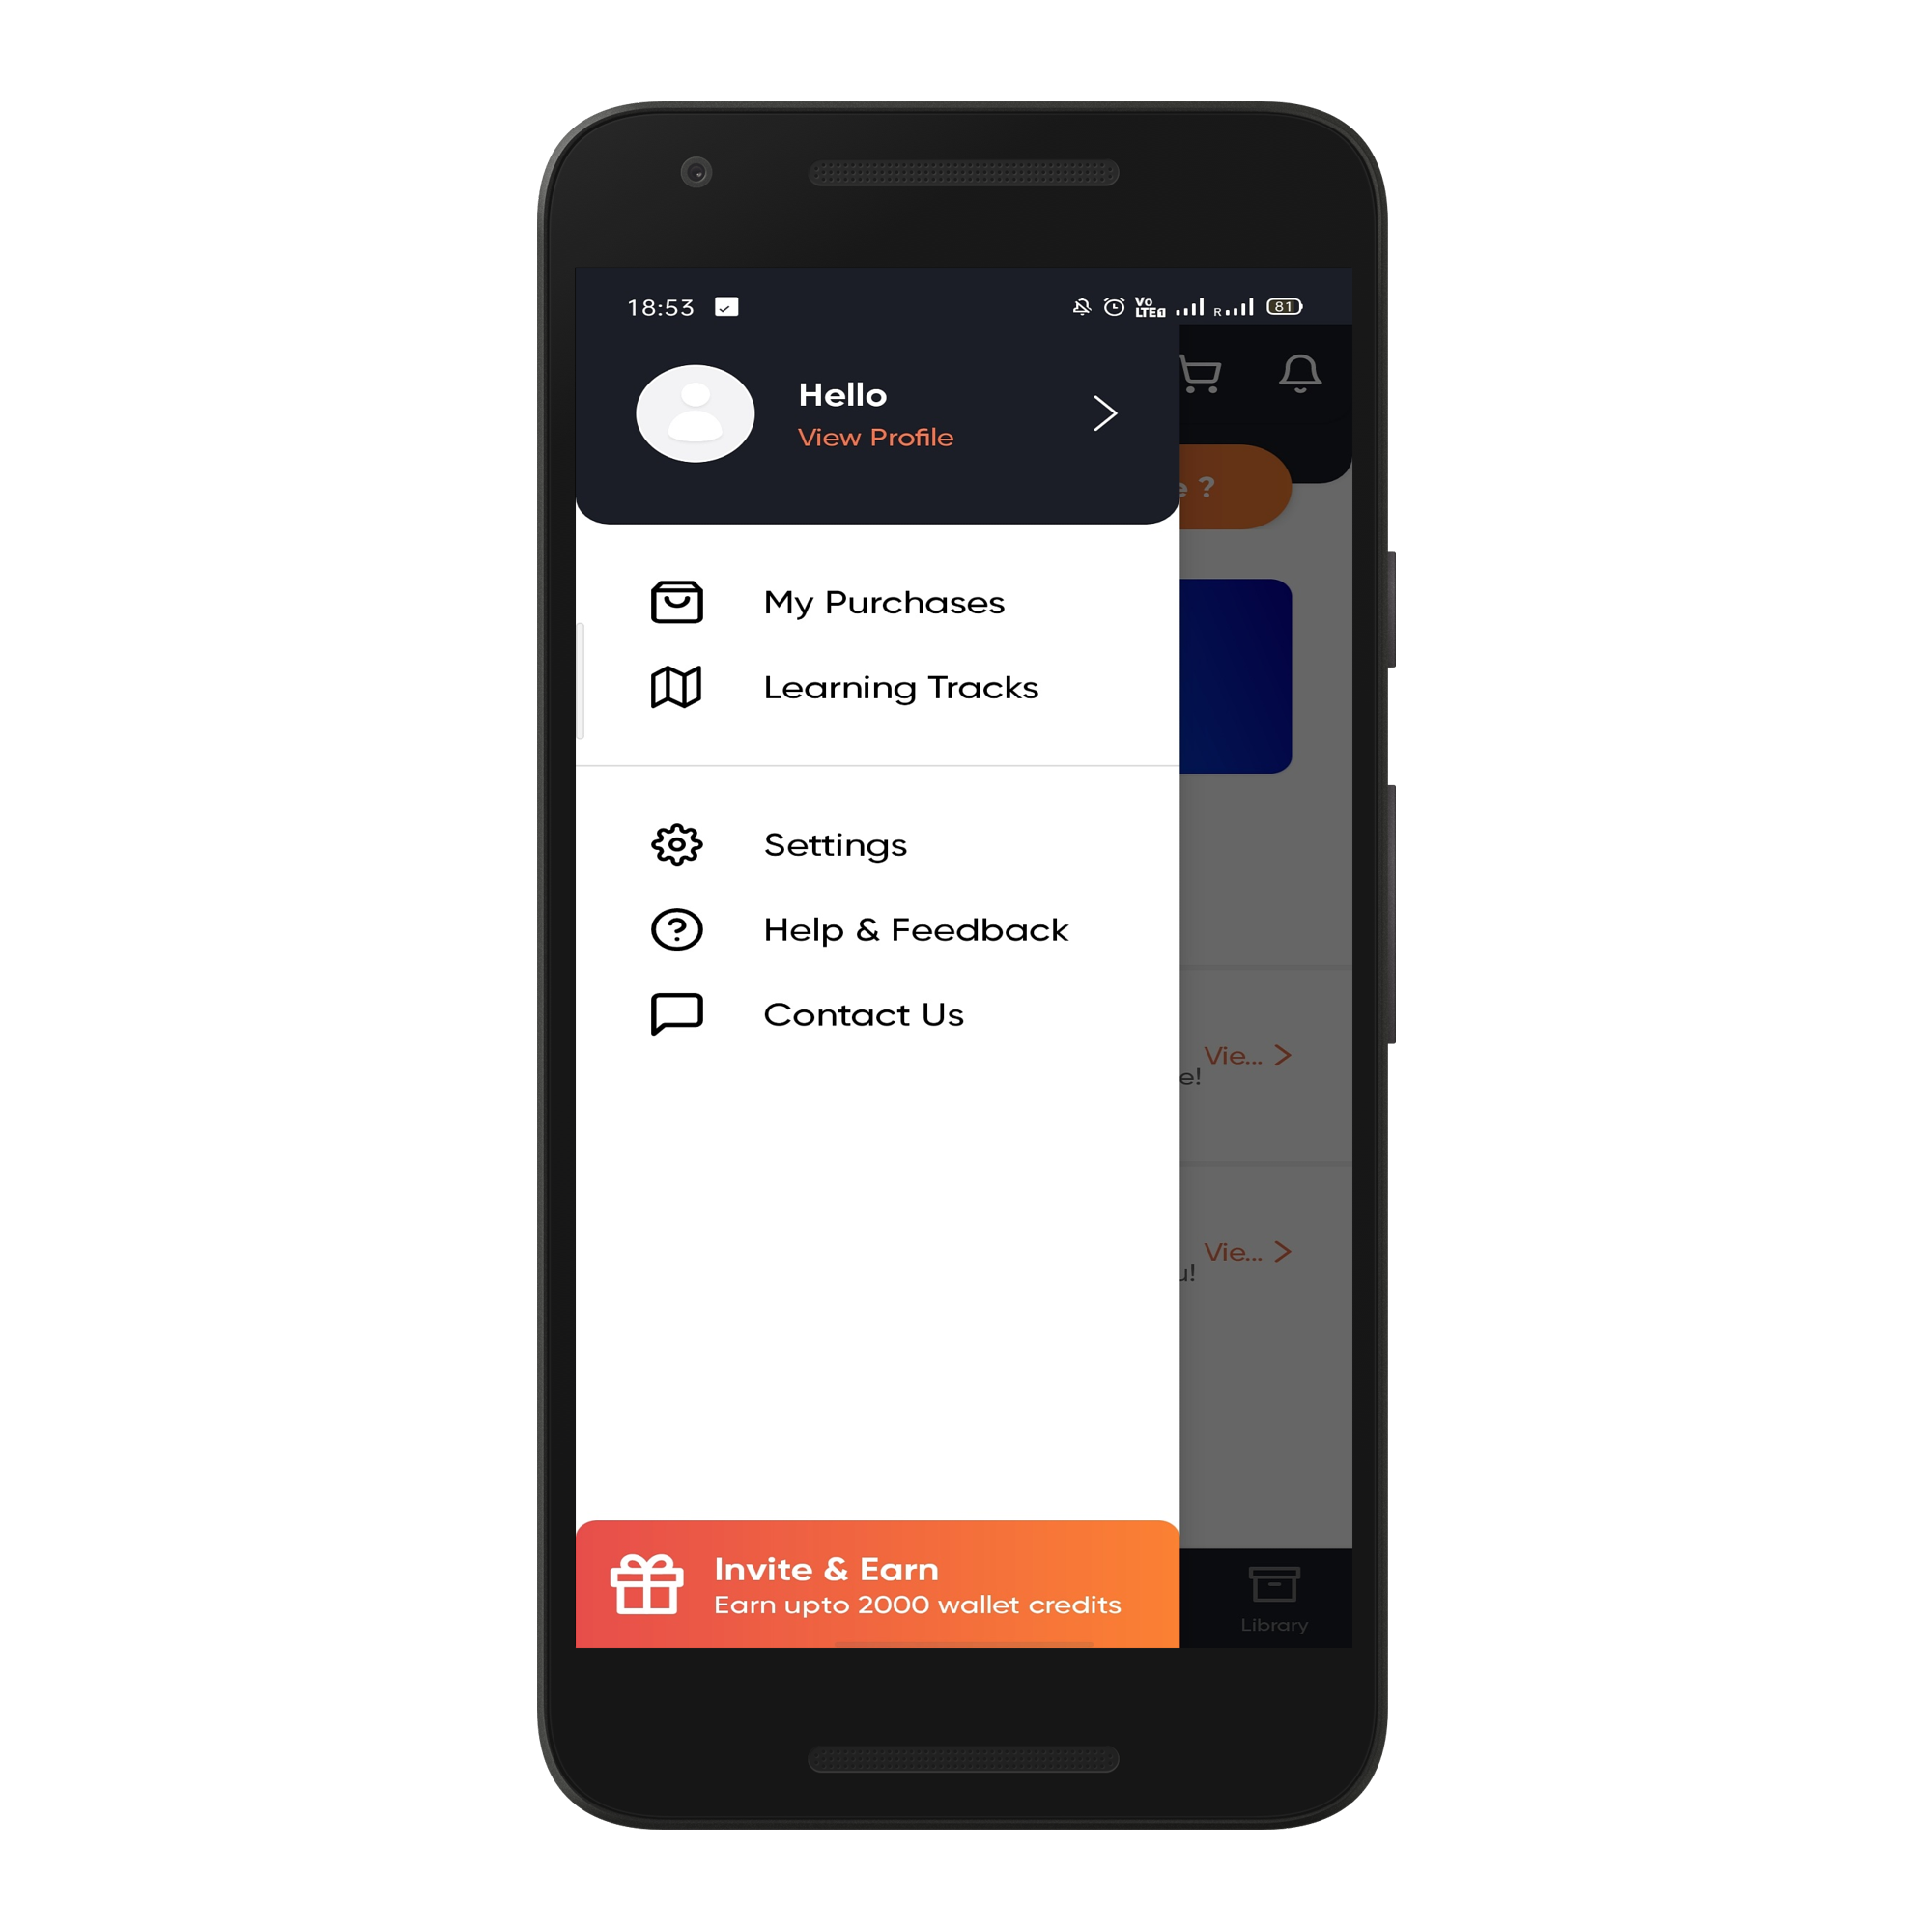 18:53
Vo
LTE1
R
81
Hello
View Profile
e ?
My Purchases
Learning Tracks
Settings
Help & Feedback
Contact Us
Vie...
e!
Vie...
u!
Invite & Earn
Earn upto 2000 wallet credits
Library